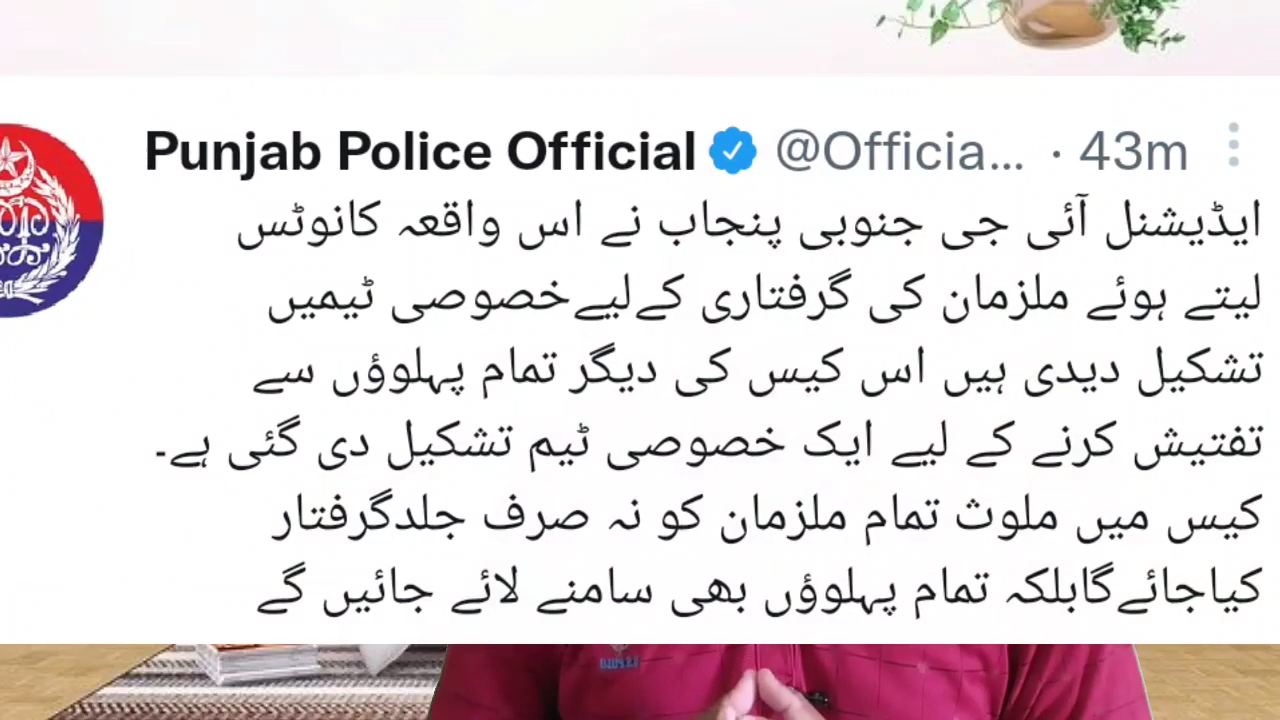 Punjab Police Official @Officia... · 43m
ایڈیشنل آئی جی جنوبی پنجاب نے اس واقعہ کانوٹس
لیتے ہوئے ملزمان کی گرفتاری کےلیےخصوصی ٹیمیں
تشکیل دیدی ہیں اس کیس کی دیگر تمام پہلوؤں سے
تفتیش کرنے کے لیے ایک خصوصی ٹیم تشکیل دی گئی ہے۔
کیس میں ملوث تمام ملزمان کو نہ صرف جلدگرفتار
کیاجائےگابلکہ تمام پہلوؤں بھی سامنے لائے جائیں گے